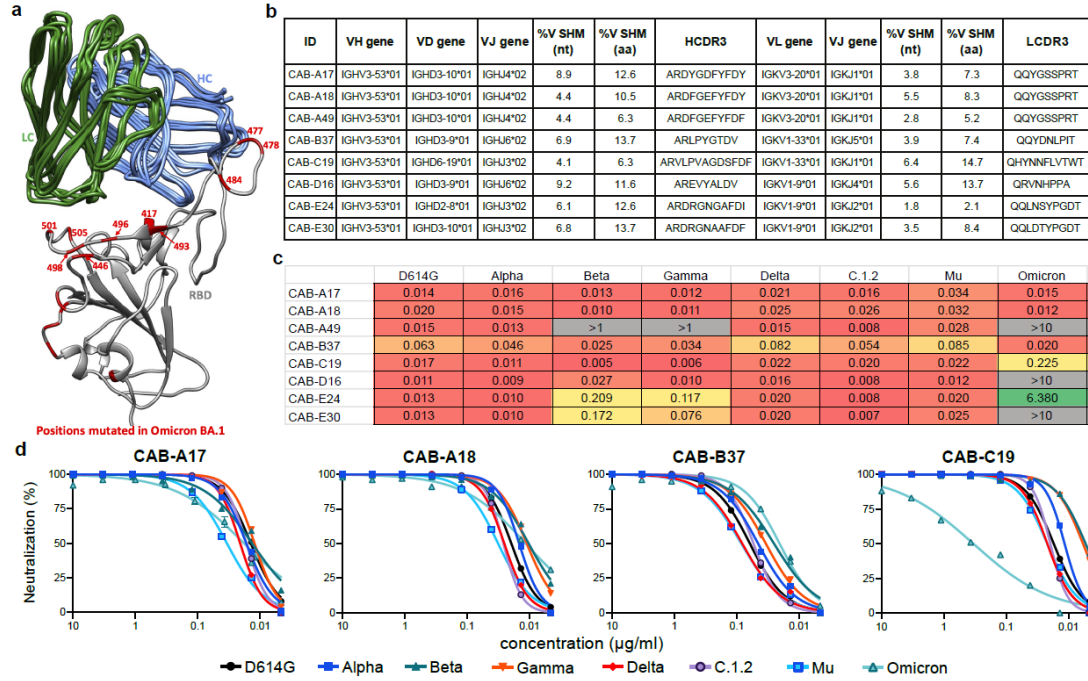 a
HC
LC
477
478
484
417
501
505
496
493
498
446
RBD
Positions mutated in Omicron BA.1
b
ID VH gene VD gene VJ gene %V SHM (nt) %V SHM (aa) HCDR3 VL gene VJ gene %V SHM (nt) %V SHM (aa) LCDR3
CAB-A17 IGHV3-53*01 IGHD3-10*01 IGHJ4*02 8.9 12.6 ARDYGDFYFDY IGKV3-20*01 IGKJ1*01 3.8 7.3 QQYGSSPRT
CAB-A18 IGHV3-53*01 IGHD3-10*01 IGHJ4*02 4.4 10.5 ARDFGEFYFDY IGKV3-20*01 IGKJ1*01 5.5 8.3 QQYGSSPRT
CAB-A49 IGHV3-53*01 IGHD3-10*01 IGHJ4*02 4.4 6.3 ARDFGEFYFDF IGKV3-20*01 IGKJ1*01 2.8 5.2 QQYGSSPRT
CAB-B37 IGHV3-53*01 IGHD3-9*01 IGHJ6*02 6.9 13.7 ARLPYGTDV IGKV1-33*01 IGKJ5*01 3.9 7.4 QQYDNLPIT
CAB-C19 IGHV3-53*01 IGHD6-19*01 IGHJ3*02 4.1 6.3 ARVLPVAGDSFDF IGKV1-33*01 IGKJ1*01 6.4 14.7 QHYNNFLVTWT
CAB-D16 IGHV3-53*01 IGHD3-9*01 IGHJ6*02 9.2 11.6 AREVYALDV IGKV1-9*01 IGKJ4*01 5.6 13.7 QRVNHPPA
CAB-E24 IGHV3-53*01 IGHD2-8*01 IGHJ3*02 6.1 12.6 ARDRGNGAFDI IGKV1-9*01 IGKJ2*01 1.8 2.1 QQLNSYPGDT
CAB-E30 IGHV3-53*01 IGHD3-10*01 IGHJ3*02 6.8 13.7 ARDRGNAAFDF IGKV1-9*01 IGKJ2*01 3.5 8.4 QQLDTYPGDT
c
D614G Alpha Beta Gamma Delta C.1.2 Mu Omicron
CAB-A17 0.014 0.016 0.013 0.012 0.021 0.016 0.034 0.015
CAB-A18 0.020 0.015 0.010 0.011 0.025 0.026 0.032 0.012
CAB-A49 0.015 0.013 >1 >1 0.015 0.008 0.028 >10
CAB-B37 0.063 0.046 0.025 0.034 0.082 0.054 0.085 0.020
CAB-C19 0.017 0.011 0.005 0.006 0.022 0.020 0.022 0.225
CAB-D16 0.011 0.009 0.027 0.010 0.016 0.008 0.012 >10
CAB-E24 0.013 0.010 0.209 0.117 0.020 0.008 0.020 6.380
CAB-E30 0.013 0.010 0.172 0.076 0.020 0.007 0.025 >10
d
CAB-A17 CAB-A18 CAB-B37 CAB-C19
Neutralization (%)
100 100 100 100
75 75 75 75
50 50 50 50
25 25 25 25
0 0 0 0
10 1 0.1 0.01 10 1 0.1 0.01 10 1 0.1 0.01 10 1 0.1 0.01
concentration (µg/ml)
D614G Alpha Beta Gamma Delta C.1.2 Mu Omicron